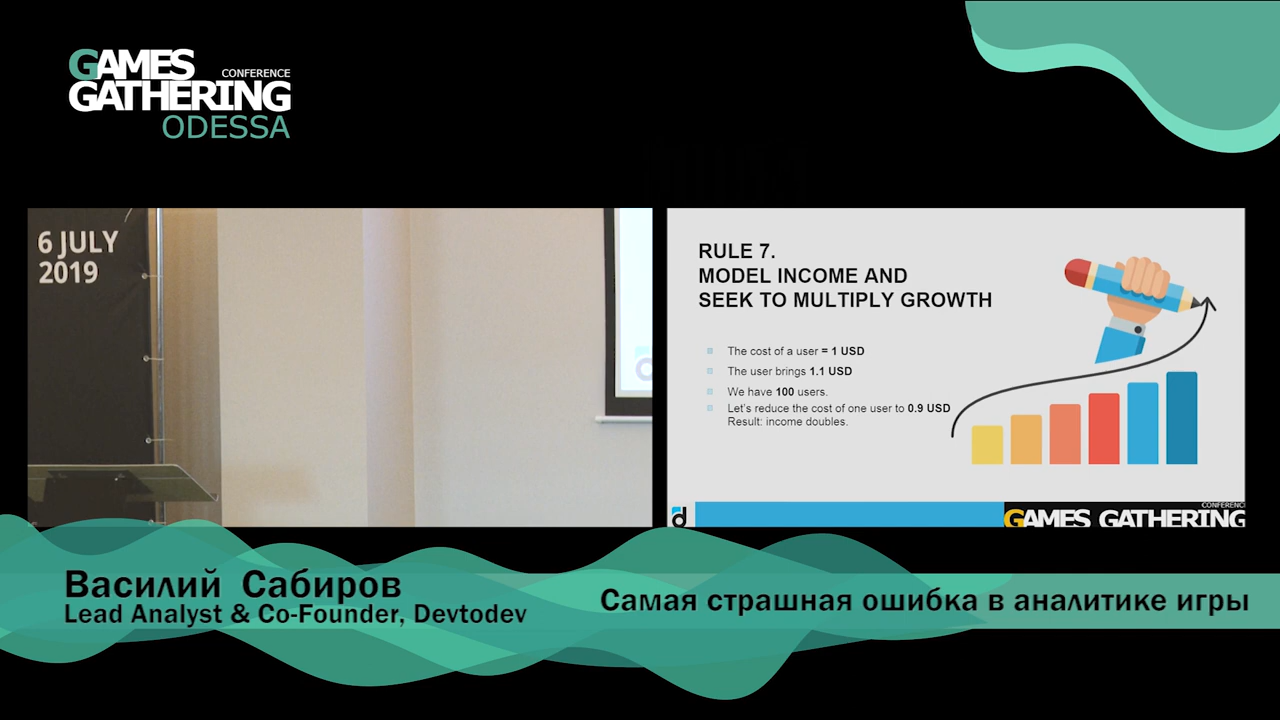 GAMES
CONFERENCE
GATHERING
ODESSA
6 JULY
2019
RULE 7.
MODEL INCOME AND
SEEK TO MULTIPLY GROWTH
The cost of a user = 1 USD
The user brings 1.1 USD
We have 100 users.
Let's reduce the cost of one user to 0.9 USD
Result: income doubles.
d
CONFERENC
GAMES GATHERING
Василий Сабиров
Lead Analyst & Co-Founder, Devtodev
Самая страшная ошибка в аналитике игры